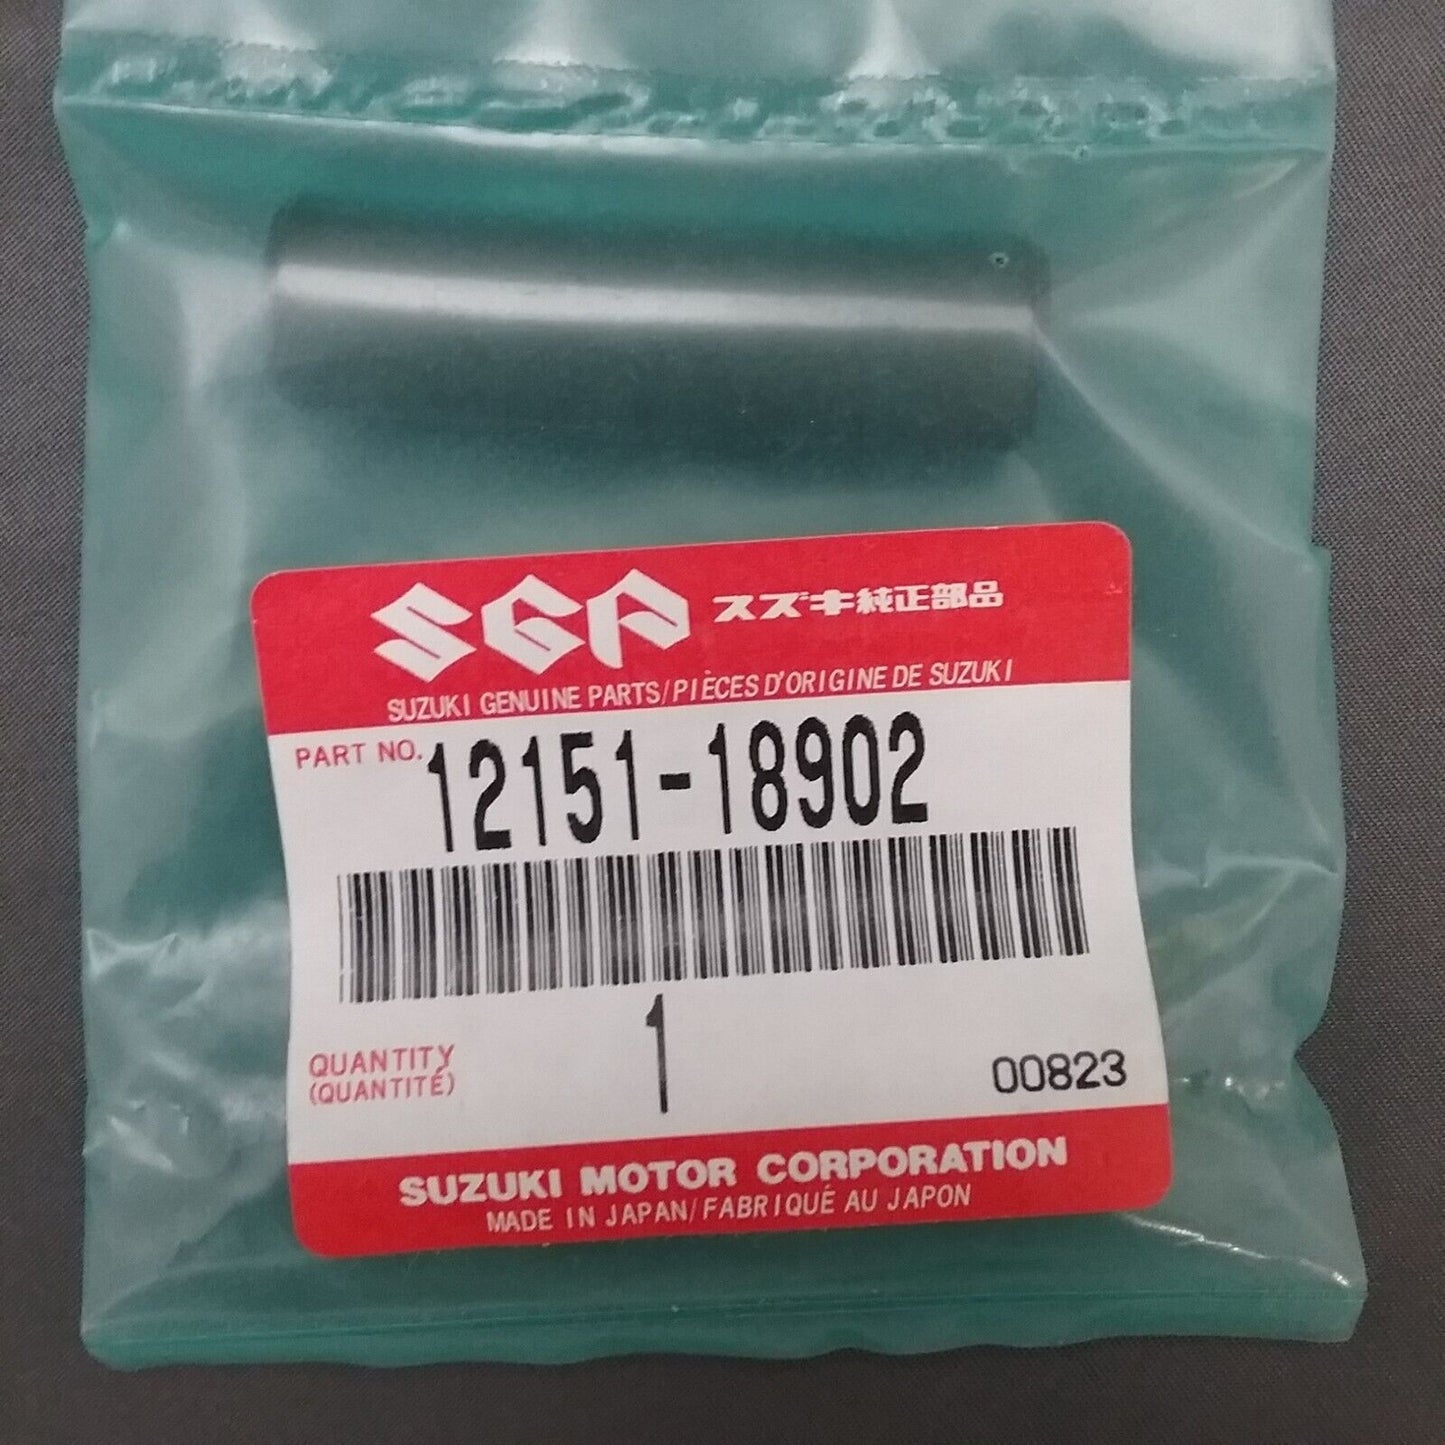 SGP スズキ純正部品
SUZUKI GENUINE PARTS/PIÈCES D'ORIGINE DE SUZUKI
PART NO. 12151-18902
1
QUANTITY
(QUANTITÉ)
00823
SUZUKI MOTOR CORPORATION
MADE IN JAPAN/FABRIQUÉ AU JAPON